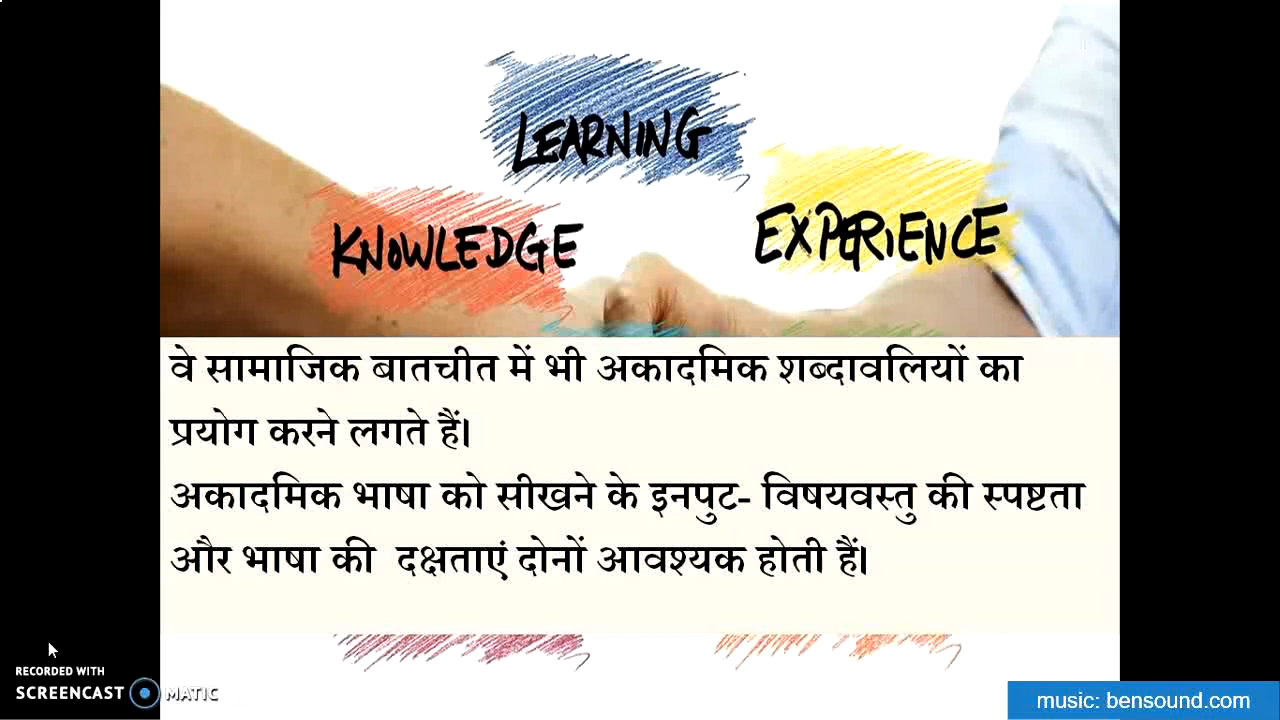 LEARNING
KNOWLEDGE
EXPERIENCE
वे सामाजिक बातचीत में भी अकादमिक शब्दावलियों का
प्रयोग करने लगते हैं।
अकादमिक भाषा को सीखने के इनपुट- विषयवस्तु की स्पष्टता
और भाषा की दक्षताएं दोनों आवश्यक होती हैं।
RECORDED WITH
SCREENCAST MATIC
music: bensound.com